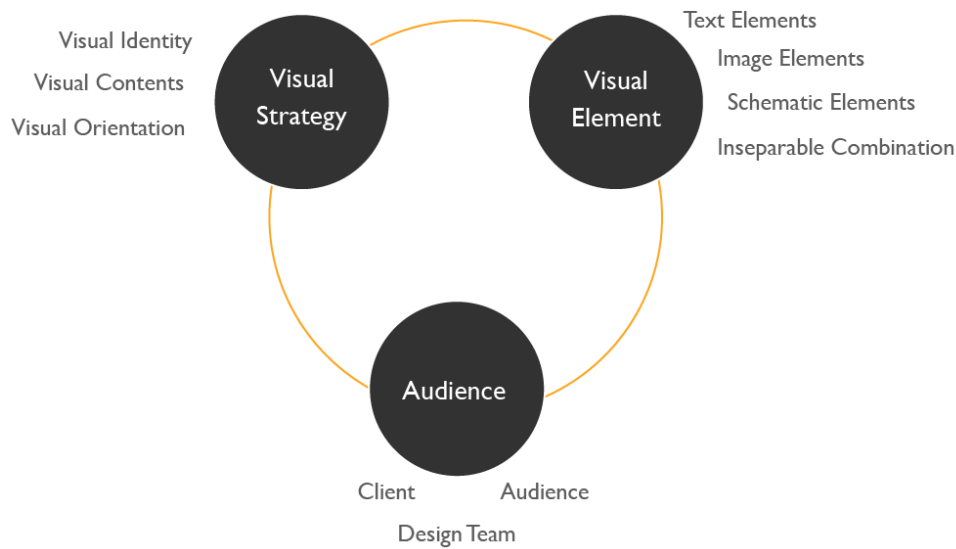 Visual Identity
Visual Contents
Visual Orientation
Visual
Strategy
Visual
Element
Text Elements
Image Elements
Schematic Elements
Inseparable Combination
Audience
Client
Audience
Design Team